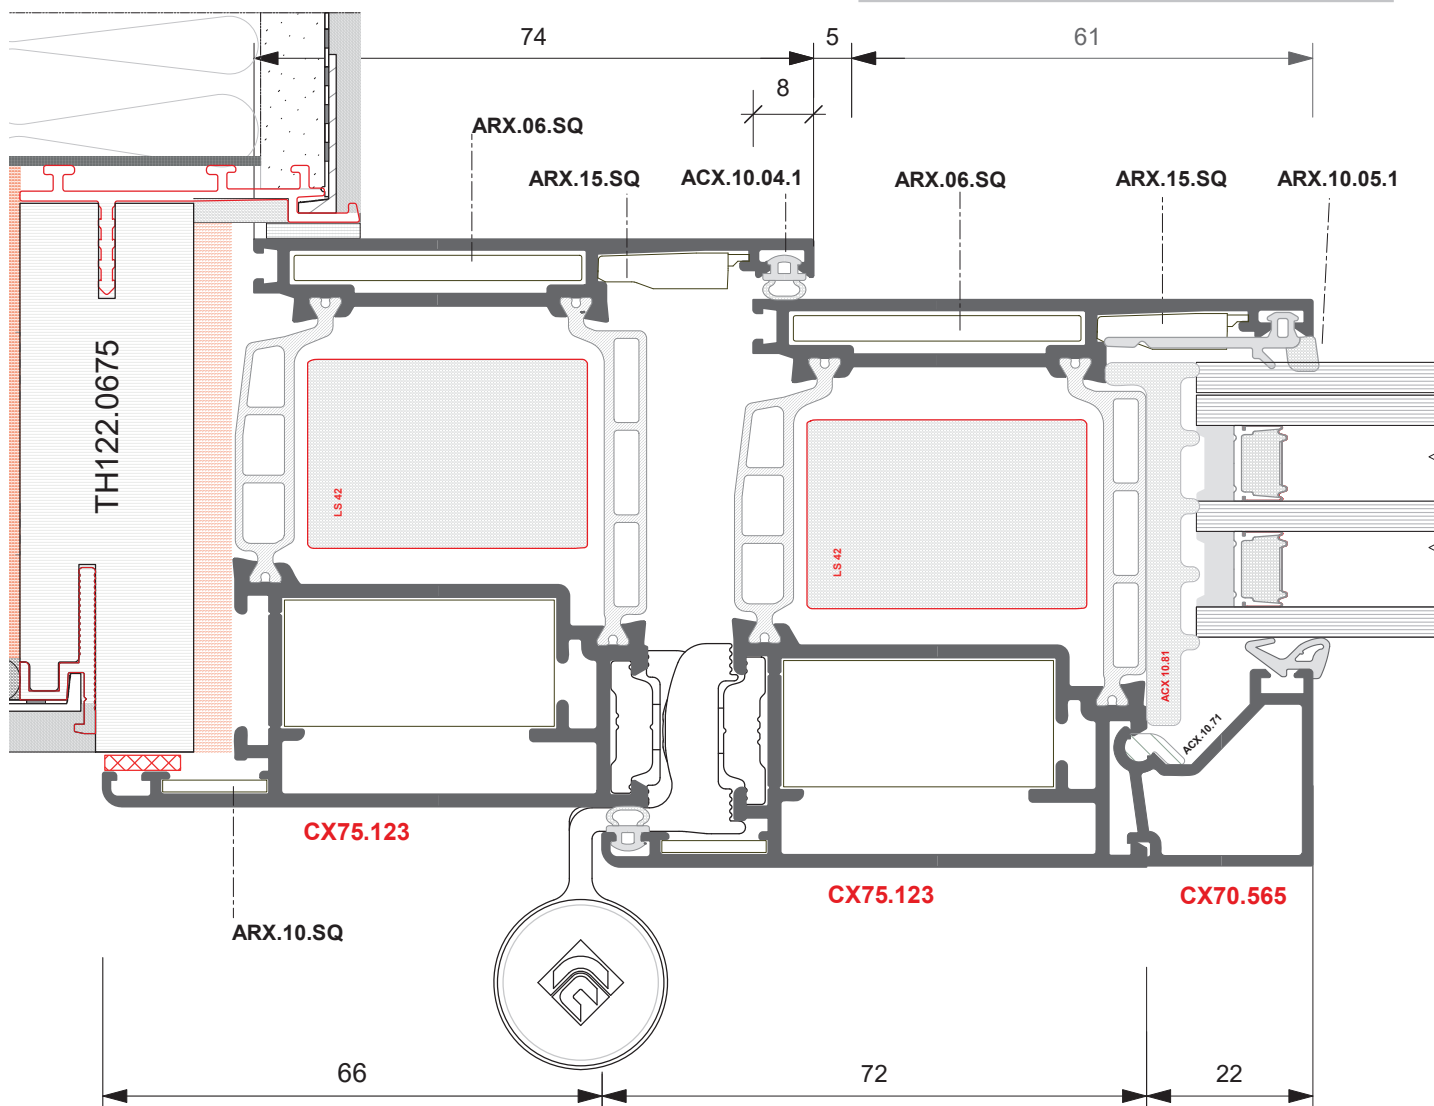 74
5
61
8
ARX.06.SQ
ARX.15.SQ
ACX.10.04.1
ARX.06.SQ
ARX.15.SQ
ARX.10.05.1
TH122.0675
LS 42
LS 42
ACX 10.81
ACX.10.71
CX75.123
CX75.123
CX70.565
ARX.10.SQ
66
72
22